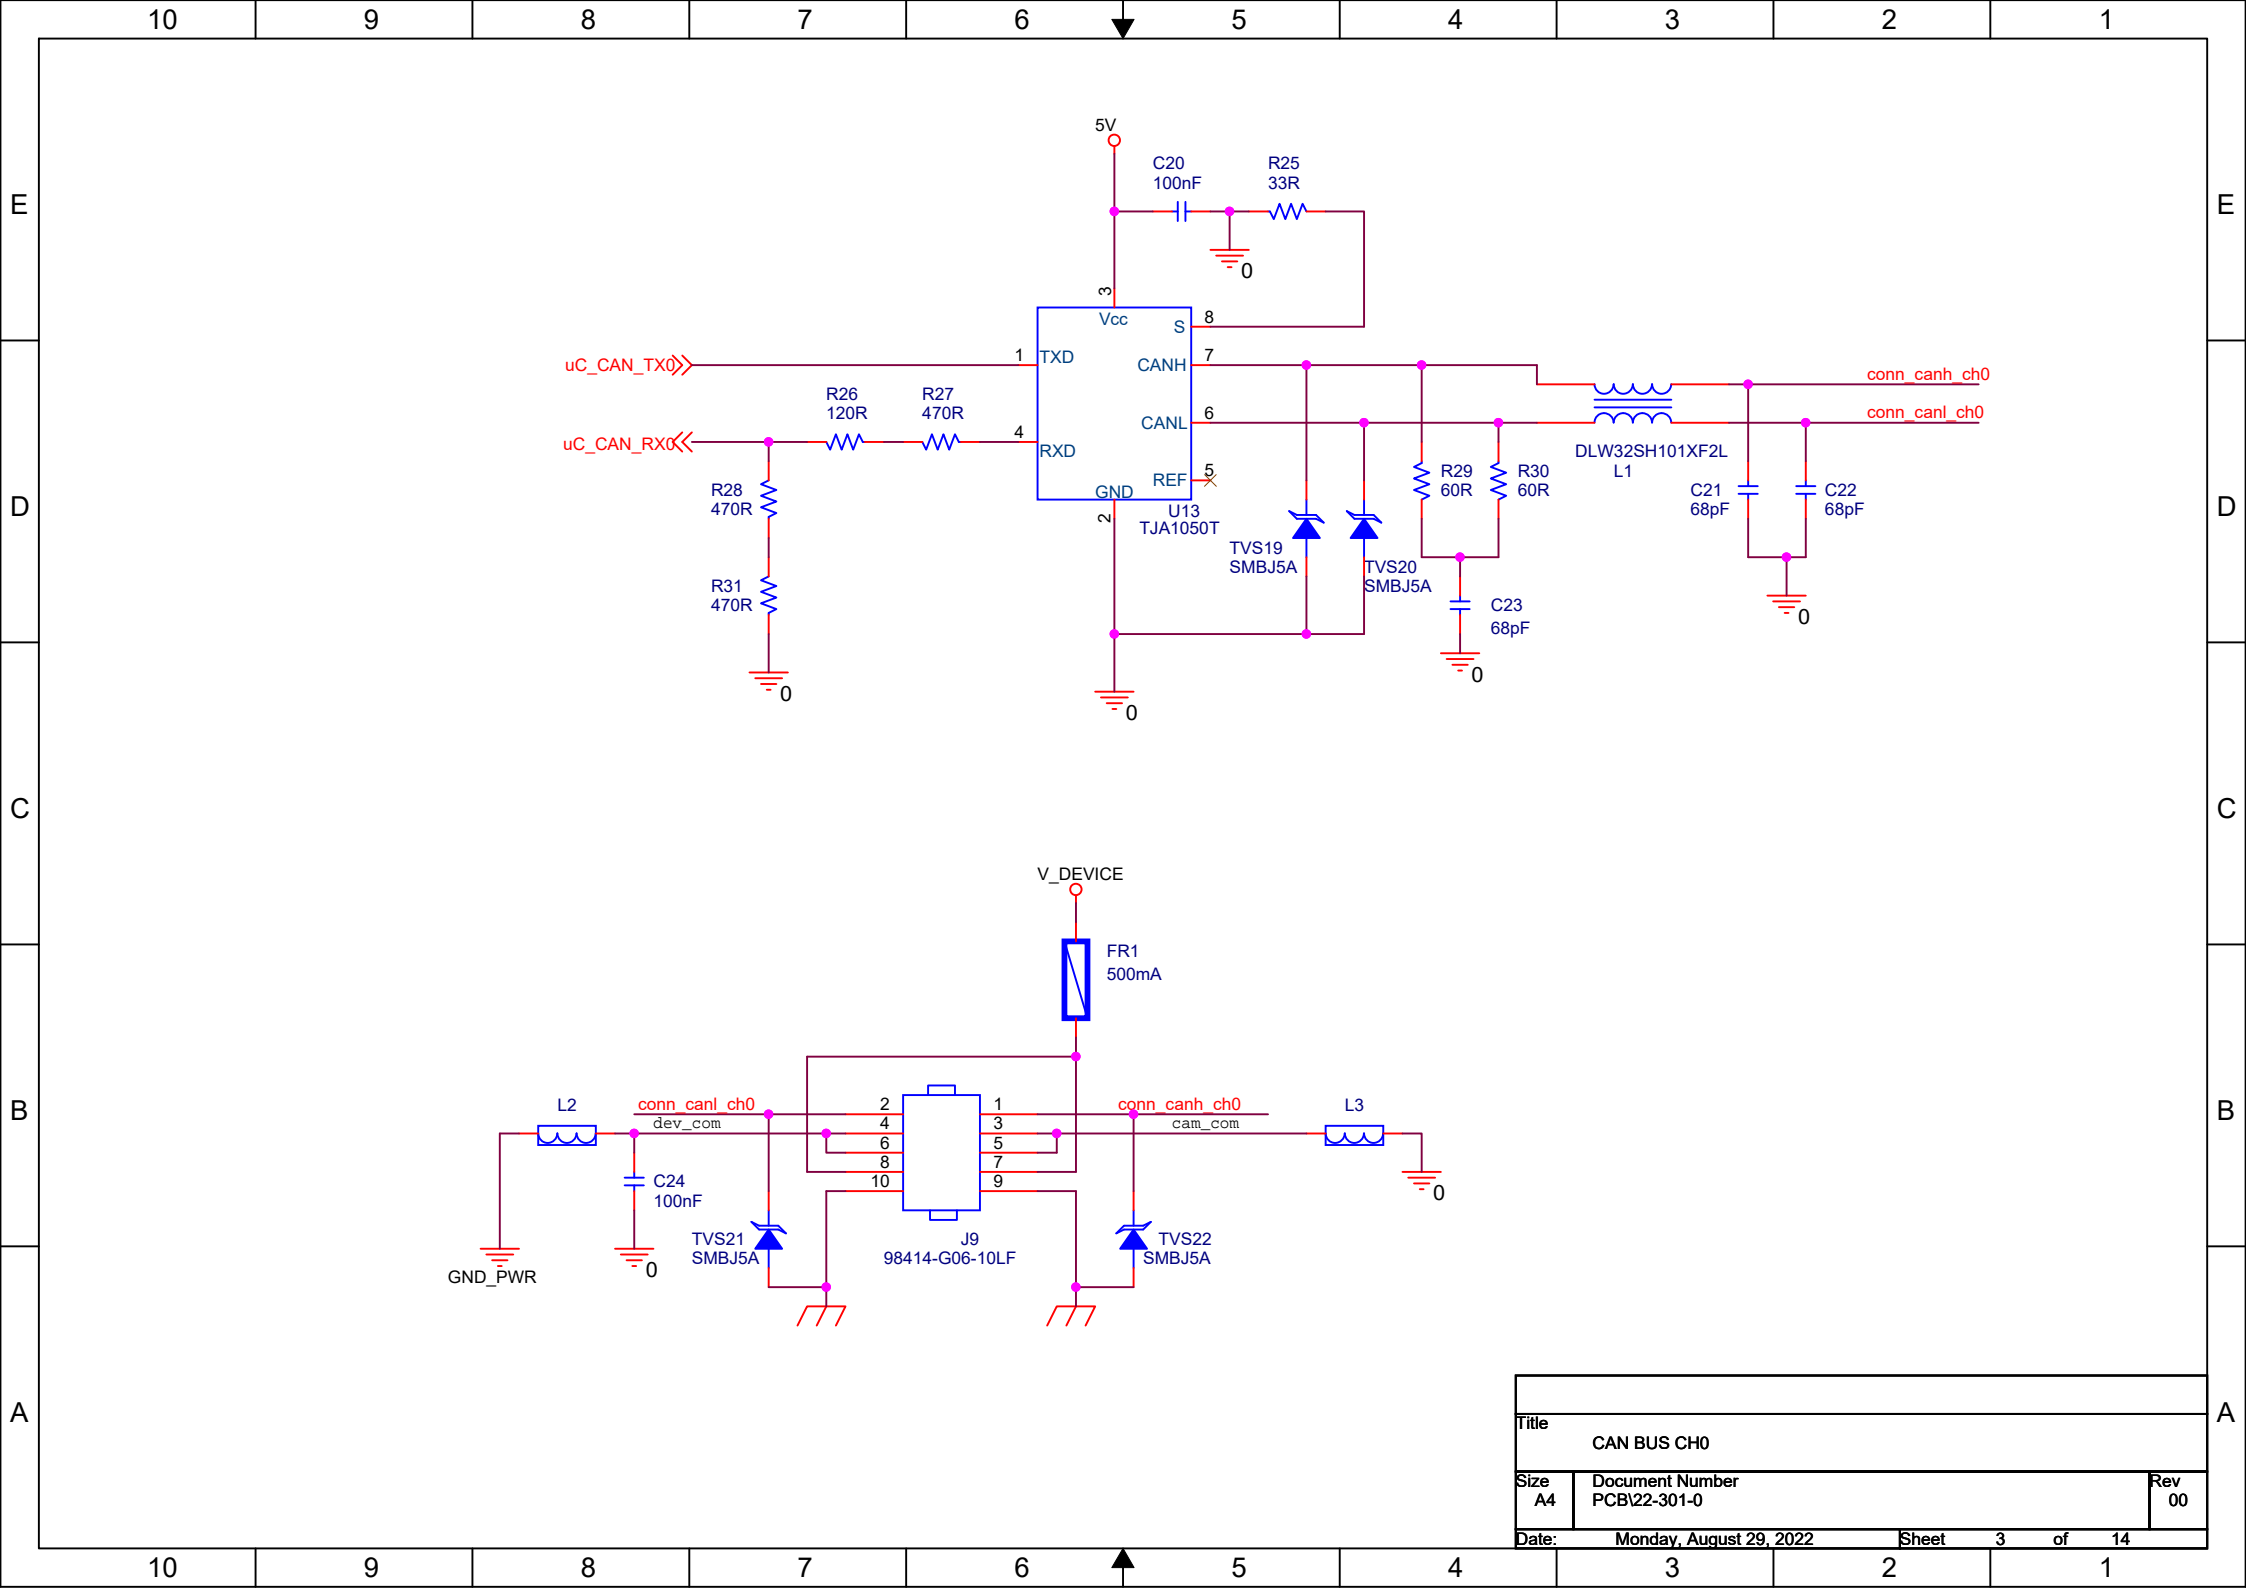 10 9 8 7 6 5 4 3 2 1
E E
D D
C C
B B
A A
5V
C20
100nF
R25
33R
0
3
Vcc
S 8
uC_CAN_TX0
1 TXD
CANH 7
R26
120R
R27
470R
CANL 6
uC_CAN_RX0
4 RXD
REF 5
GND
2
U13
TJA1050T
R28
470R
R31
470R
0
0
TVS19
SMBJ5A
TVS20
SMBJ5A
R29
60R
R30
60R
C23
68pF
0
conn_canh_ch0
conn_canl_ch0
DLW32SH101XF2L
L1
C21
68pF
C22
68pF
0
V_DEVICE
FR1
500mA
L2
conn_canl_ch0
dev_com
2 1
4 3
6 5
8 7
10 9
conn_canh_ch0
cam_com
L3
0
C24
100nF
0
GND_PWR
TVS21
SMBJ5A
J9
98414-G06-10LF
TVS22
SMBJ5A
Title
CAN BUS CH0
Size
A4
Document Number
PCB\22-301-0
Rev
00
Date: Monday, August 29, 2022 Sheet 3 of 14
10 9 8 7 6 5 4 3 2 1